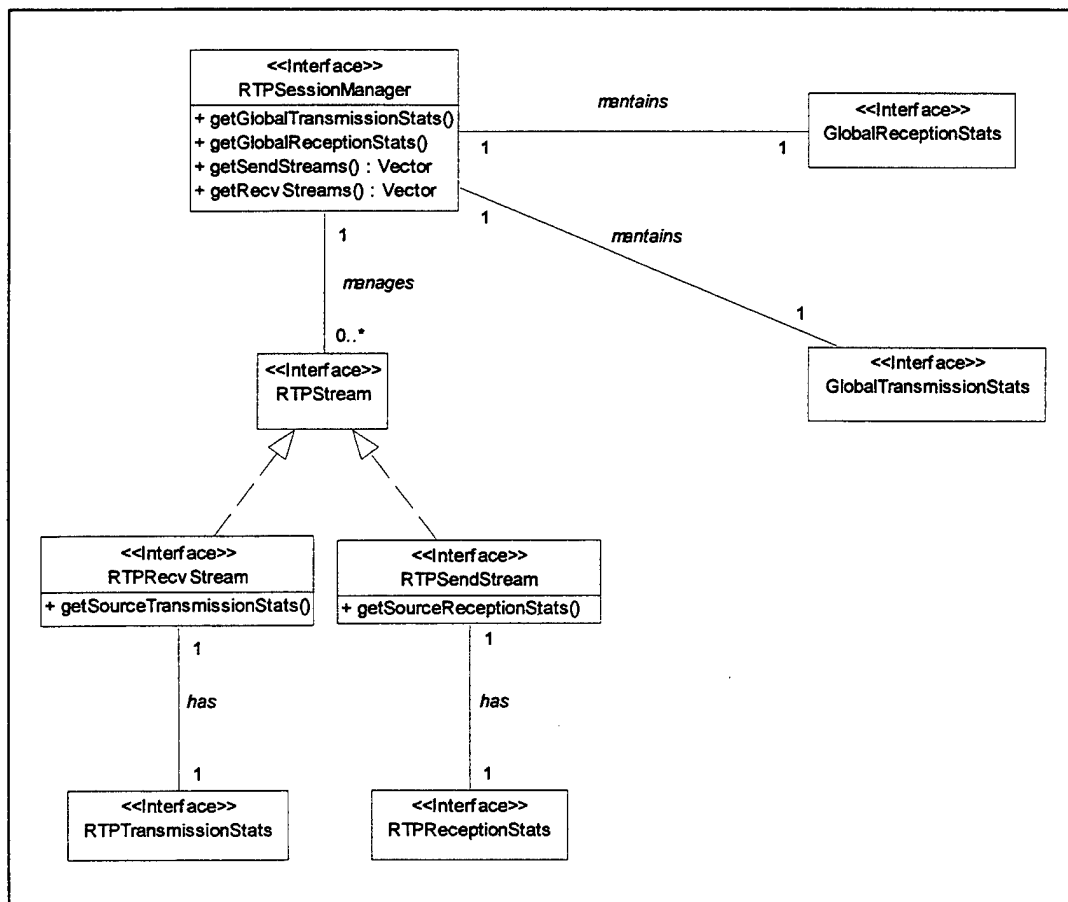 <<Interface>>
RTPSessionManager
+ getGlobalTransmissionStats()
+ getGlobalReceptionStats()
+ getSendStreams() : Vector
+ getRecvStreams() : Vector
mantains
1
1
<<Interface>>
GlobalReceptionStats
1
mantains
1
<<Interface>>
GlobalTransmissionStats
1
manages
0..*
<<Interface>>
RTPStream
<<Interface>>
RTPRecvStream
+ getSourceTransmissionStats()
<<Interface>>
RTPSendStream
+ getSourceReceptionStats()
1
has
1
1
has
1
<<Interface>>
RTPTransmissionStats
<<Interface>>
RTPReceptionStats